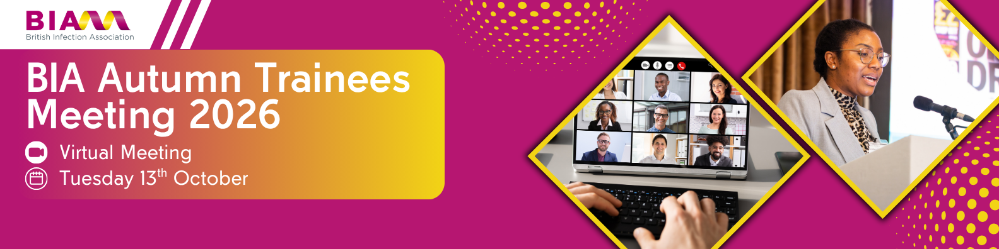 BIA
British Infection Association
BIA Autumn Trainees
Meeting 2026
Virtual Meeting
Tuesday 13th October